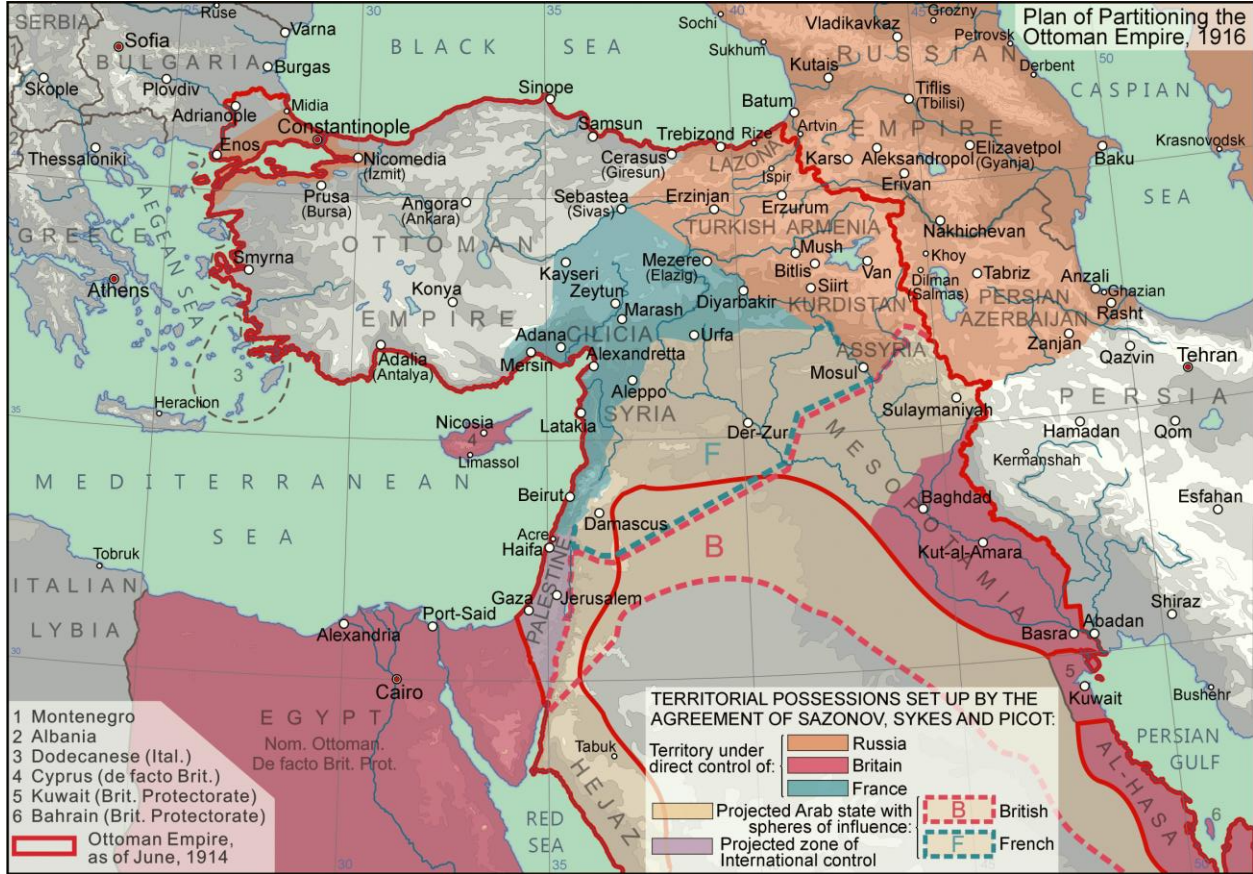 Plan of Partitioning the
Ottoman Empire, 1916
SERBIA
Ruse
Sofia
Varna
BULGARIA
Burgas
Skople
Plovdiv
BLACK SEA
Sochi
Sukhum
Vladikavkaz
Grozny
Petrovsk
Derbent
RUSSIAN
EMPIRE
Kutais
Tiflis
(Tbilisi)
CASPIAN
SEA
Krasnovodsk
Adrianople
Midia
Constantinople
Enos
Nicomedia
(Izmit)
Thessaloniki
Sinope
Samsun
Cerasus
(Giresun)
Trebizond
Rize
Batum
Artvin
LAZONA
Ispir
Kars
Aleksandropol
Elizavetpol
(Gyanja)
Erivan
Baku
Prusa
(Bursa)
Angora
(Ankara)
Sebastea
(Sivas)
Erzinjan
Erzurum
TURKISH ARMENIA
Nakhichevan
AEGEAN SEA
GREECE
Athens
Smyrna
OTTOMAN
EMPIRE
Konya
Kayseri
Zeytun
Marash
Mezere
(Elazig)
Diyarbakir
Mush
Bitlis
Siirt
Van
KURDISTAN
Khoy
Dilman
(Salmas)
Tabriz
PERSIAN
AZERBAIJAN
Anzali
Ghazian
Rasht
Zanjan
Qazvin
Tehran
Adana
CILICIA
Mersin
Alexandretta
Urfa
Adalia
(Antalya)
ASSYRIA
Mosul
Sulaymaniyah
3
Heraclion
Aleppo
SYRIA
Latakia
Der-Zur
Nicosia
4
Limassol
F
MESOPOTAMIA
PERSIA
Hamadan
Qom
Kermanshah
Esfahan
MEDITERRANEAN
SEA
Beirut
Damascus
Baghdad
Kut-al-Amara
Acre
Haifa
B
PALESTINE
Jerusalem
Gaza
Tobruk
ITALIAN
LYBIA
Alexandria
Port-Said
Cairo
EGYPT
Nom. Ottoman.
De facto Brit. Prot.
Basra
Abadan
Shiraz
5
Kuwait
Bushehr
PERSIAN
GULF
AL-HASA
6
Tabuk
HEJAZ
RED
SEA
25
30
35
40
45
50
35
30
30
35
1 Montenegro
2 Albania
3 Dodecanese (Ital.)
4 Cyprus (de facto Brit.)
5 Kuwait (Brit. Protectorate)
6 Bahrain (Brit. Protectorate)
Ottoman Empire,
as of June, 1914
TERRITORIAL POSSESSIONS SET UP BY THE
AGREEMENT OF SAZONOV, SYKES AND PICOT:
Territory under
direct control of:
Russia
Britain
France
Projected Arab state with
spheres of influence:
B
British
F
French
Projected zone of
International control